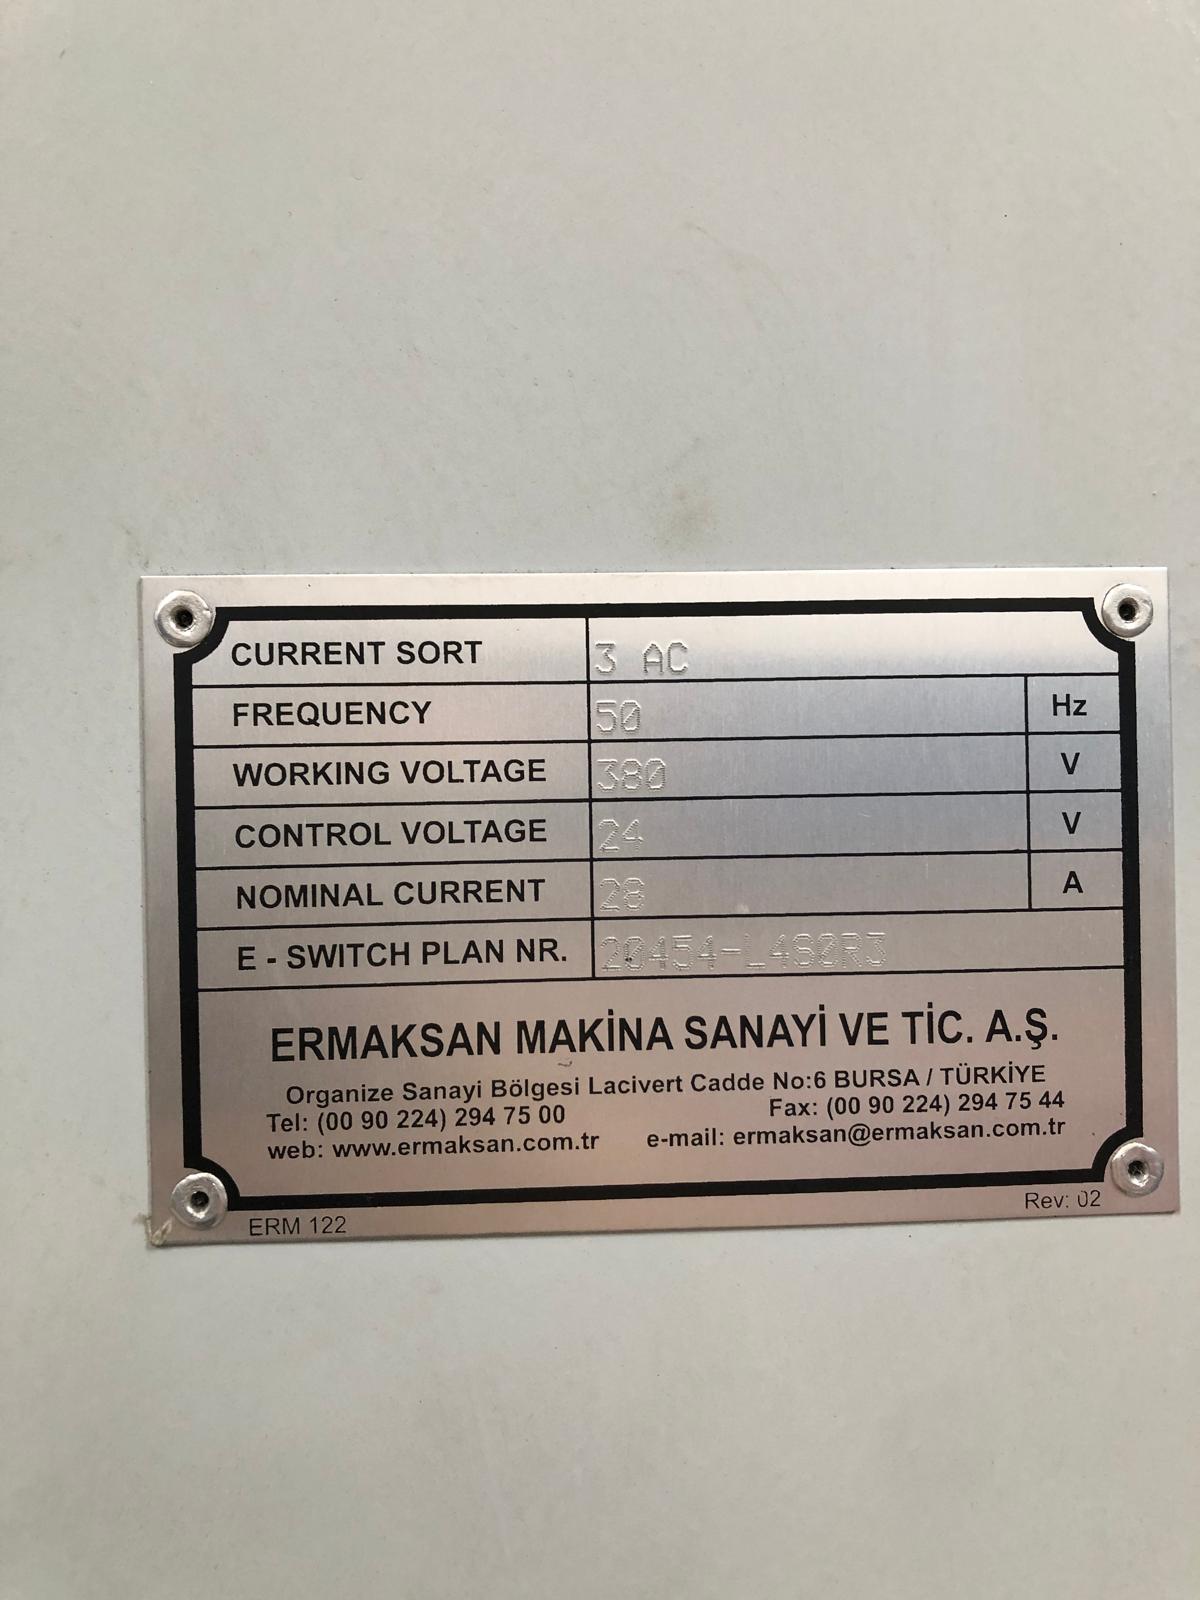 CURRENT SORT 3 AC
FREQUENCY 50 Hz
WORKING VOLTAGE 380 V
CONTROL VOLTAGE 24 V
NOMINAL CURRENT 28 A
E - SWITCH PLAN NR. 20454-L4S0R3
ERMAKSAN MAKİNA SANAYİ VE TİC. A.Ş.
Organize Sanayi Bölgesi Lacivert Cadde No:6 BURSA / TÜRKİYE
Tel: (00 90 224) 294 75 00 Fax: (00 90 224) 294 75 44
web: www.ermaksan.com.tr e-mail: ermaksan@ermaksan.com.tr
ERM 122 Rev: 02